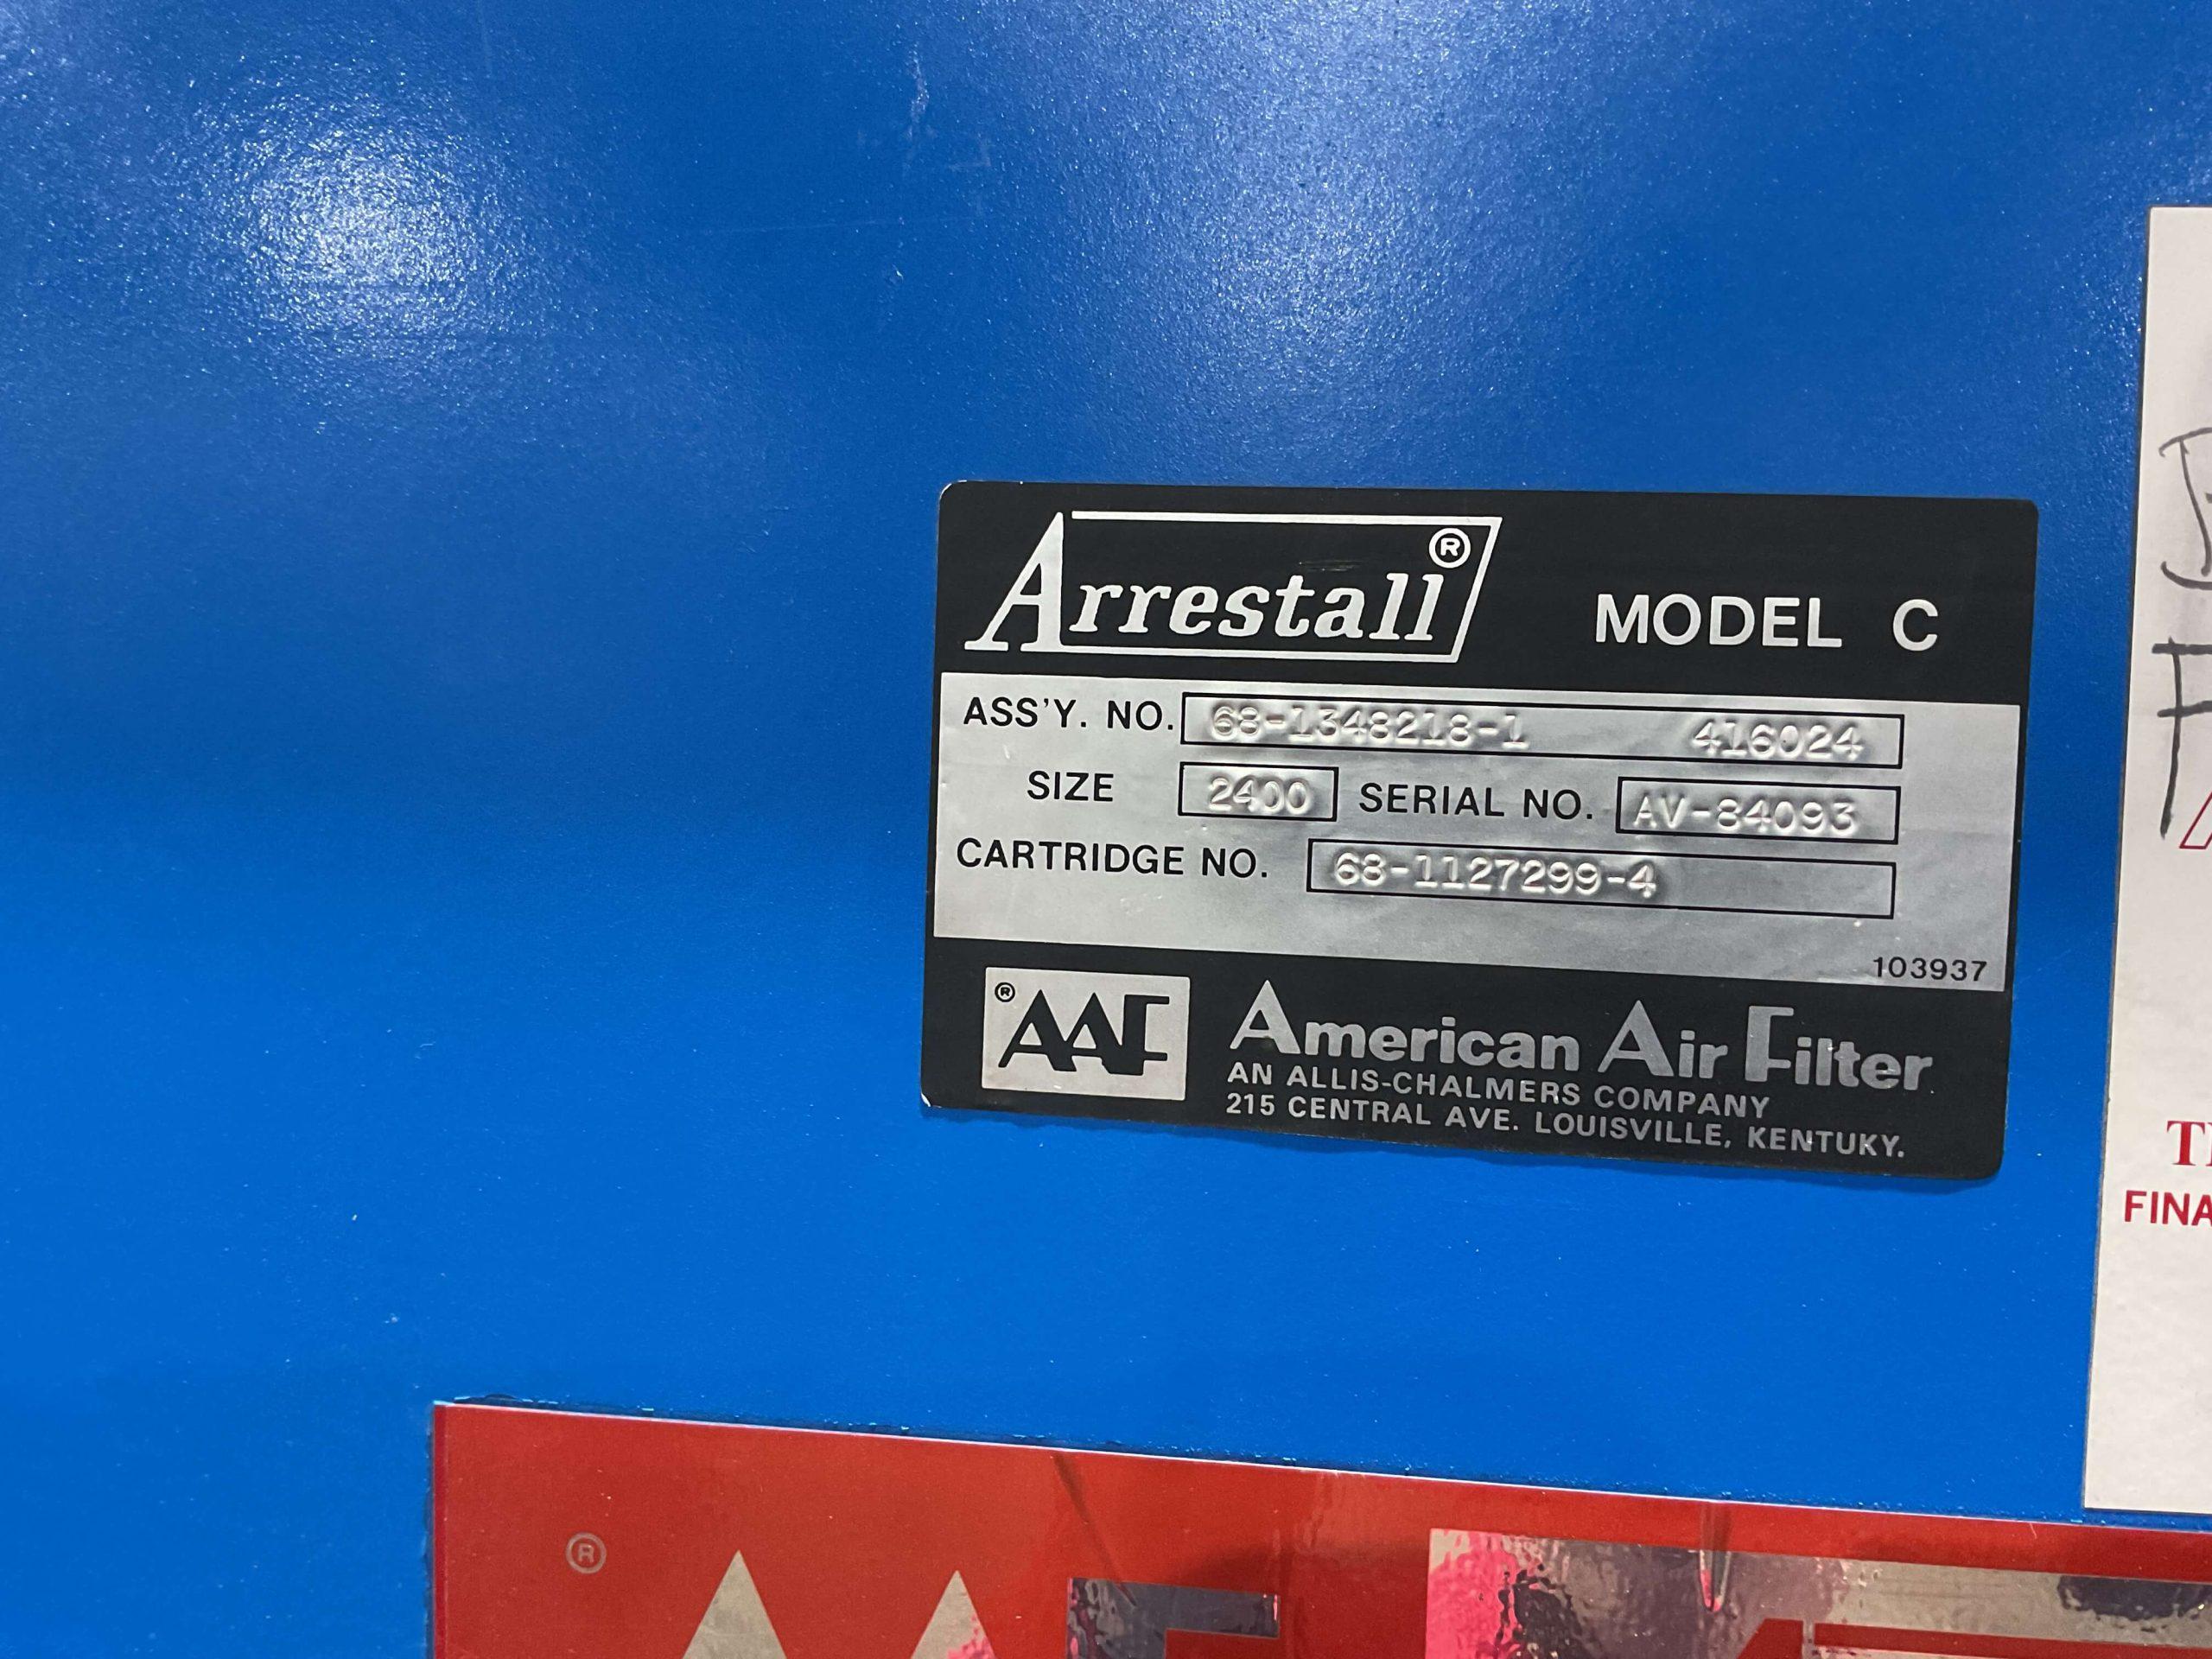 Arrestall® MODEL C
ASS'Y. NO. 68-1348218-1 416024
SIZE 2400 SERIAL NO. AV-84093
CARTRIDGE NO. 68-1127299-4
103937
® AAF American Air Filter
AN ALLIS-CHALMERS COMPANY
215 CENTRAL AVE. LOUISVILLE, KENTUKY.
®